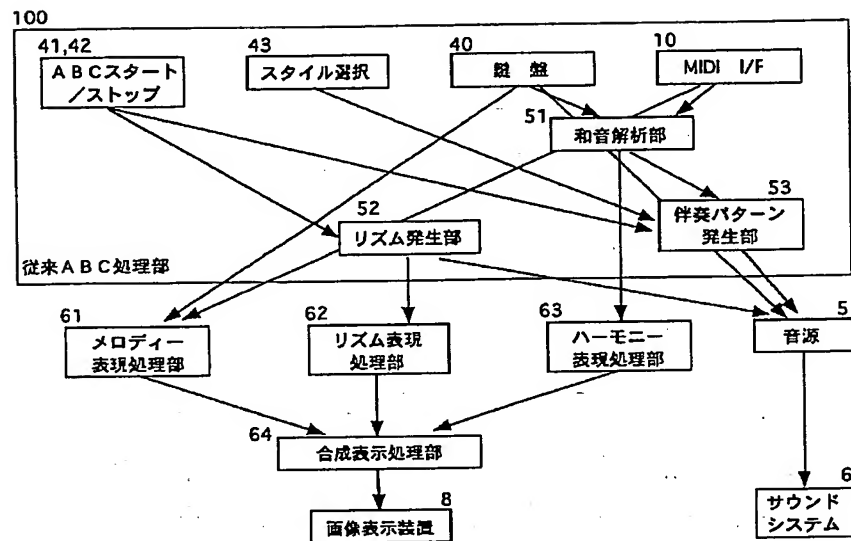 100
41,42
ABCスタート
/ストップ
43
スタイル選択
40
鍵 盤
10
MIDI I/F
51
和音解析部
52
リズム発生部
53
伴奏パターン
発生部
従来ABC処理部
61
メロディー
表現処理部
62
リズム表現
処理部
63
ハーモニー
表現処理部
5
音源
64
合成表示処理部
8
画像表示装置
6
サウンド
システム